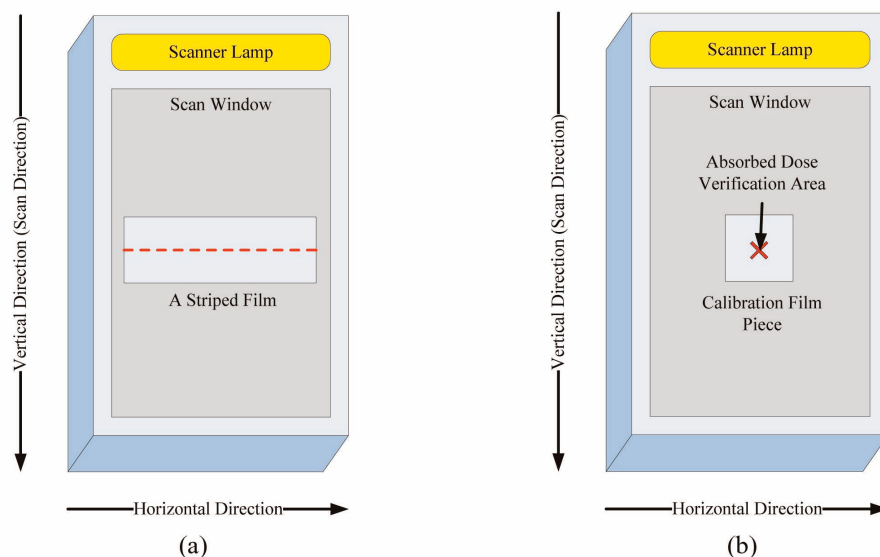 Scanner Lamp
Scan Window
A Striped Film
Vertical Direction (Scan Direction)
Horizontal Direction
(a)
Scanner Lamp
Scan Window
Absorbed Dose
Verification Area
Calibration Film
Piece
Vertical Direction (Scan Direction)
Horizontal Direction
(b)